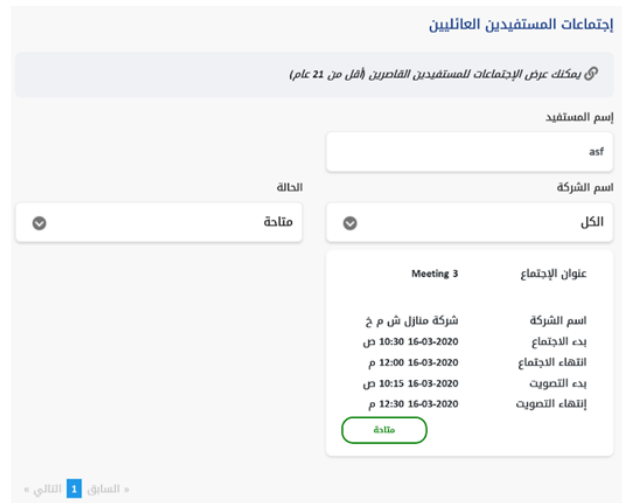 إجتماعات المستفيدين العائليين
يمكنك عرض الإجتماعات للمستفيدين القاصرين (أقل من 21 عام)
إسم المستفيد
asf
اسم الشركة
الحالة
الكل
متاحة
عنوان الإجتماع Meeting 3
اسم الشركة شركة منازل ش م خ
بدء الاجتماع 16-03-2020 10:30 ص
انتهاء الاجتماع 16-03-2020 12:00 م
بدء التصويت 16-03-2020 10:15 ص
إنتهاء التصويت 16-03-2020 12:30 م
متاحة
« السابق 1 التالي »